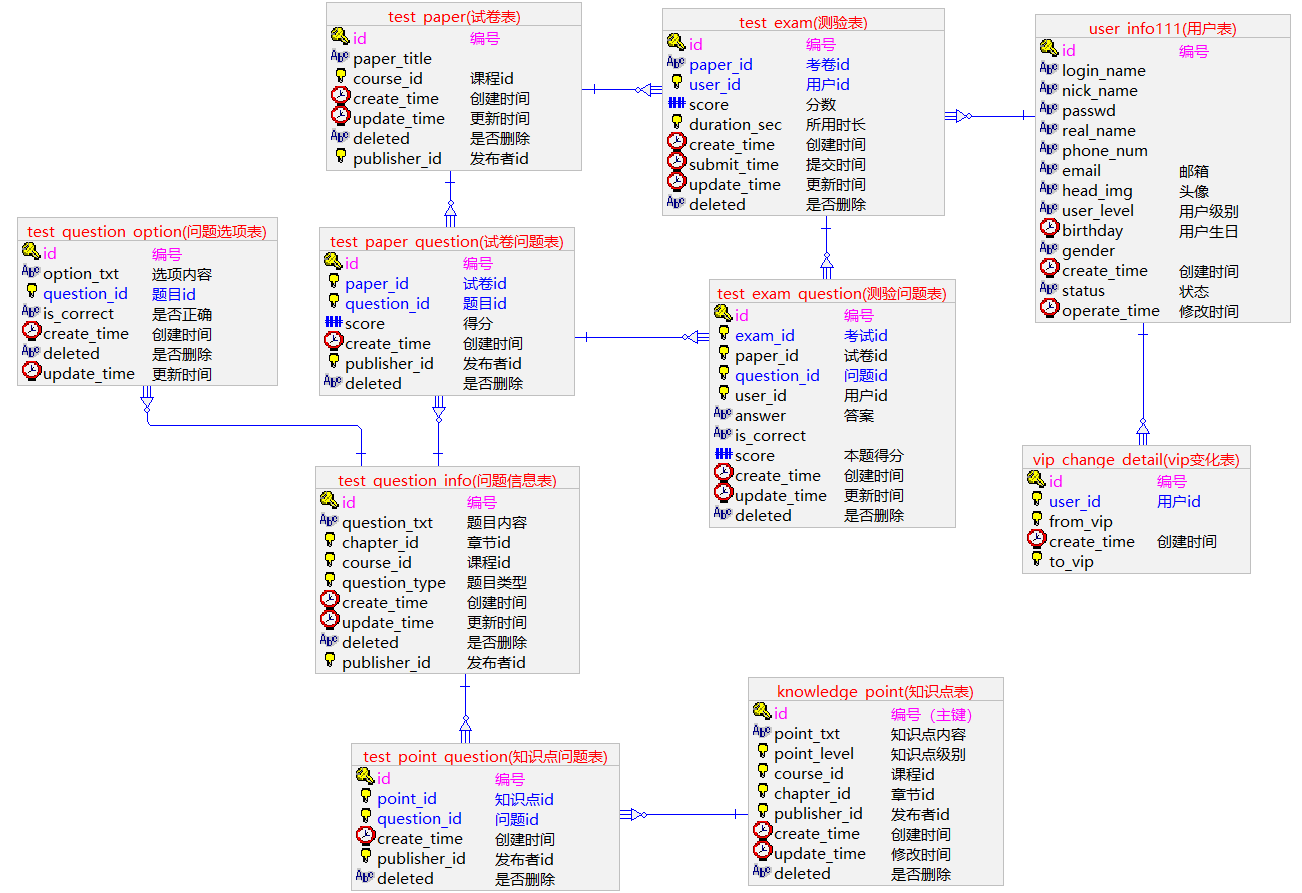 test_paper(试卷表)
id 编号
paper_title
course_id 课程id
create_time 创建时间
update_time 更新时间
deleted 是否删除
publisher_id 发布者id
test_exam(测验表)
id 编号
paper_id 考卷id
user_id 用户id
score 分数
duration_sec 所用时长
create_time 创建时间
submit_time 提交时间
update_time 更新时间
deleted 是否删除
user_info111(用户表)
id 编号
login_name
nick_name
passwd
real_name
phone_num
email 邮箱
head_img 头像
user_level 用户级别
birthday 用户生日
gender
create_time 创建时间
status 状态
operate_time 修改时间
test_question_option(问题选项表)
id 编号
option_txt 选项内容
question_id 题目id
is_correct 是否正确
create_time 创建时间
deleted 是否删除
update_time 更新时间
test_paper_question(试卷问题表)
id 编号
paper_id 试卷id
question_id 题目id
score 得分
create_time 创建时间
publisher_id 发布者id
deleted 是否删除
test_exam_question(测验问题表)
id 编号
exam_id 考试id
paper_id 试卷id
question_id 问题id
user_id 用户id
answer 答案
is_correct
score 本题得分
create_time 创建时间
update_time 更新时间
deleted 是否删除
vip_change_detail(vip变化表)
id 编号
user_id 用户id
from_vip
create_time 创建时间
to_vip
test_question_info(问题信息表)
id 编号
question_txt 题目内容
chapter_id 章节id
course_id 课程id
question_type 题目类型
create_time 创建时间
update_time 更新时间
deleted 是否删除
publisher_id 发布者id
test_point_question(知识点问题表)
id 编号
point_id 知识点id
question_id 问题id
create_time 创建时间
publisher_id 发布者id
deleted 是否删除
knowledge_point(知识点表)
id 编号（主键）
point_txt 知识点内容
point_level 知识点级别
course_id 课程id
chapter_id 章节id
publisher_id 发布者id
create_time 创建时间
update_time 修改时间
deleted 是否删除